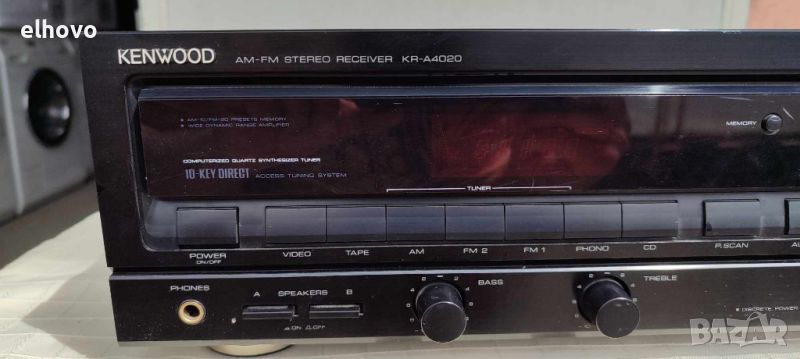 elhovo
KENWOOD AM-FM STEREO RECEIVER KR-A4020
AM-10/FM-20 PRESETS MEMORY
WIDE DYNAMIC RANGE AMPLIFIER
MEMORY
COMPUTERIZED QUARTZ SYNTHESIZER TUNER
10-KEY DIRECT ACCESS TUNING SYSTEM
TUNER
POWER
ON/OFF
VIDEO TAPE AM FM 2 FM 1 PHONO CD P.SCAN
PHONES
A SPEAKERS B
ON OFF
BASS
TREBLE
DISCRETE POWER
BAZAR